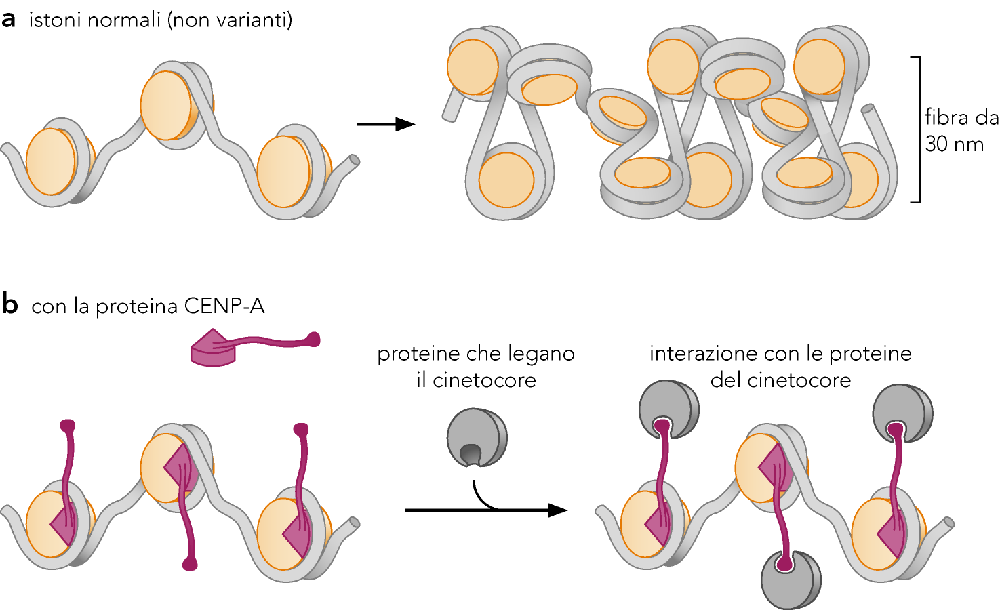 a istoni normali (non varianti)
fibra da
30 nm
b con la proteina CENP-A
proteine che legano
il cinetocore
interazione con le proteine
del cinetocore